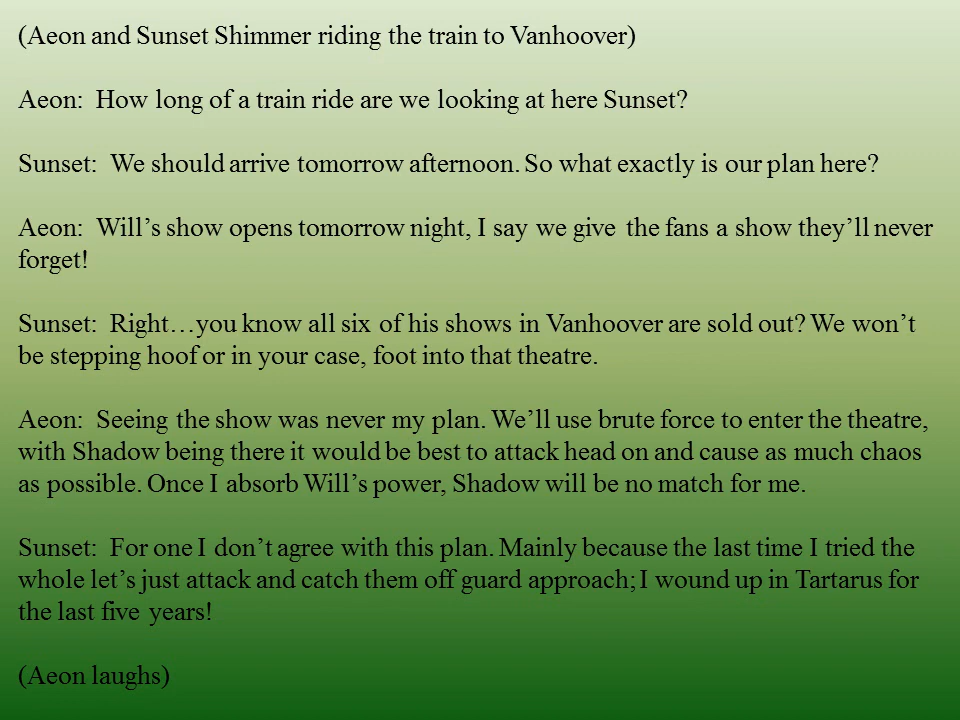 (Aeon and Sunset Shimmer riding the train to Vanhoover)
Aeon:  How long of a train ride are we looking at here Sunset?
Sunset:  We should arrive tomorrow afternoon. So what exactly is our plan here?
Aeon:  Will’s show opens tomorrow night, I say we give the fans a show they’ll never
forget!
Sunset:  Right…you know all six of his shows in Vanhoover are sold out? We won’t
be stepping hoof or in your case, foot into that theatre.
Aeon:  Seeing the show was never my plan. We’ll use brute force to enter the theatre,
with Shadow being there it would be best to attack head on and cause as much chaos
as possible. Once I absorb Will’s power, Shadow will be no match for me.
Sunset:  For one I don’t agree with this plan. Mainly because the last time I tried the
whole let’s just attack and catch them off guard approach; I wound up in Tartarus for
the last five years!
(Aeon laughs)